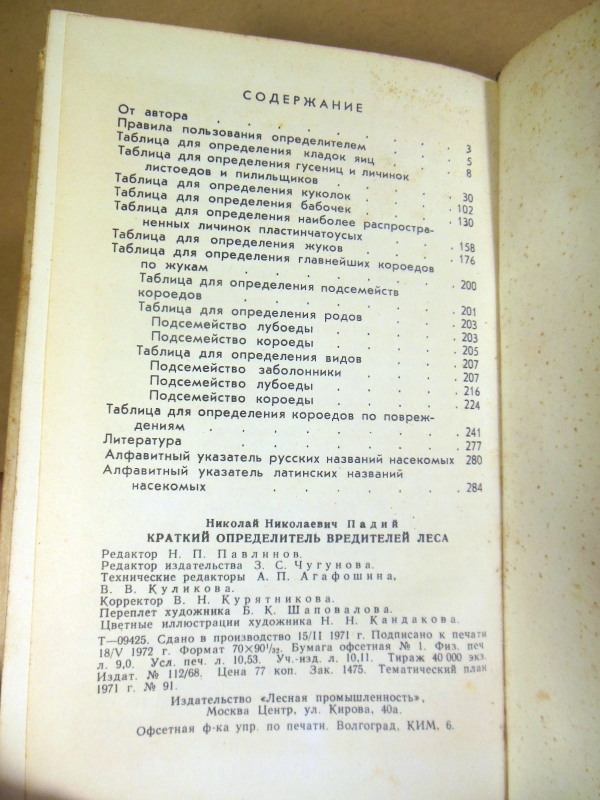 СОДЕРЖАНИЕ
От автора . . . . . . . . 3
Правила пользования определителем . . . 5
Таблица для определения кладок яиц . . . 8
Таблица для определения гусениц и личинок
листоедов и пилильщиков . . . . . 30
Таблица для определения куколок . . . . 102
Таблица для определения бабочек . . . . 130
Таблица для определения наиболее распростра-
ненных личинок пластинчатоусых . . . 158
Таблица для определения жуков . . . . 176
Таблица для определения главнейших короедов
по жукам . . . . . . . . 200
Таблица для определения подсемейств
короедов . . . . . . . . 201
Таблица для определения родов . . . . 203
Подсемейство лубоеды . . . . . 203
Подсемейство короеды . . . . . 205
Таблица для определения видов . . . . 207
Подсемейство заболонники . . . . 207
Подсемейство лубоеды . . . . . 216
Подсемейство короеды . . . . . 224
Таблица для определения короедов по повреж-
дениям . . . . . . . . . 241
Литература . . . . . . . . 277
Алфавитный указатель русских названий насекомых 280
Алфавитный указатель латинских названий
насекомых . . . . . . . . 284
Николай Николаевич Падий
КРАТКИЙ ОПРЕДЕЛИТЕЛЬ ВРЕДИТЕЛЕЙ ЛЕСА
Редактор Н. П. Павлинов.
Редактор издательства З. С. Чугунова.
Технические редакторы А. П. Агафошина,
В. В. Куликова.
Корректор В. Н. Курятникова.
Переплет художника Б. К. Шаповалова.
Цветные иллюстрации художника Н. Н. Кандакова.
Т—09425. Сдано в производство 15/II 1971 г. Подписано к печати
18/V 1972 г. Формат 70×90¹/₃₂. Бумага офсетная № 1. Физ. печ.
л. 9,0. Усл. печ. л. 10,53. Уч.-изд. л. 10,11. Тираж 40 000 экз.
Издат. № 112/68. Цена 77 коп. Зак. 1475. Тематический план
1971 г. № 91.
Издательство «Лесная промышленность»,
Москва Центр, ул. Кирова, 40а.
Офсетная ф-ка упр. по печати. Волгоград, КИМ, 6.